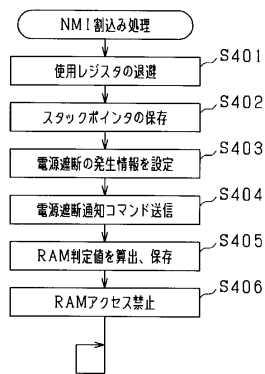 NMI割込み処理
使用レジスタの退避
S401
スタックポインタの保存
S402
電源遮断の発生情報を設定
S403
電源遮断通知コマンド送信
S404
RAM判定値を算出、保存
S405
RAMアクセス禁止
S406